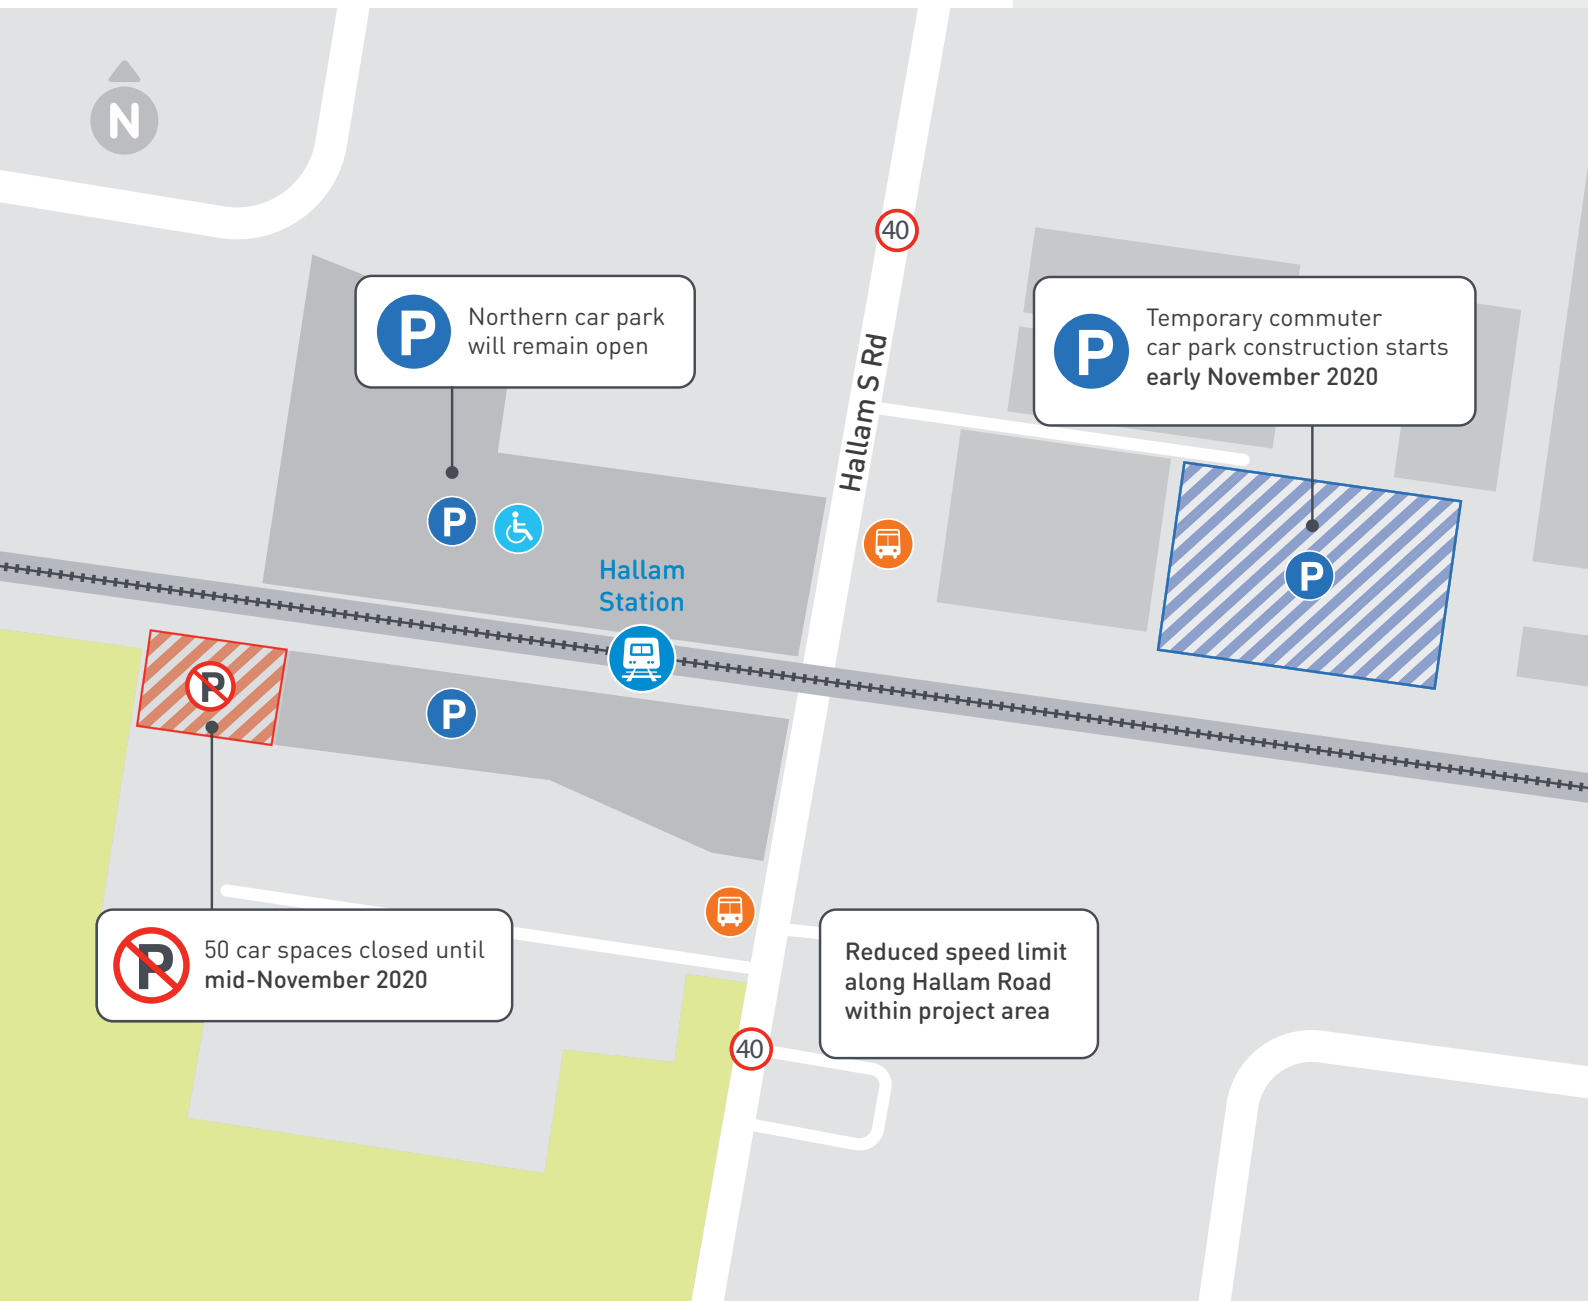 N
40
P
Northern car park
will remain open
P
Temporary commuter
car park construction starts
early November 2020
Hallam S Rd
P
Hallam
Station
P
P
P
P
50 car spaces closed until
mid-November 2020
Reduced speed limit
along Hallam Road
within project area
40